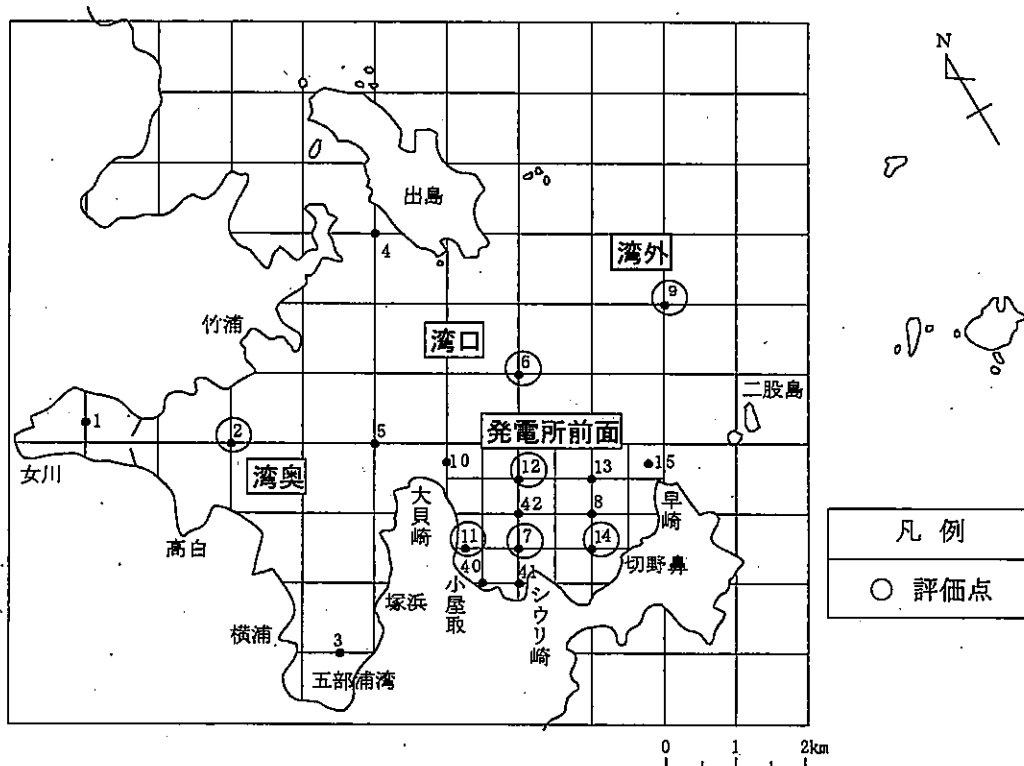 N
出島
4
湾外
9
竹浦
湾口
6
二股島
1
2
5
発電所前面
10
12
13
15
女川
湾奥
大貝崎
42
8
早崎
高白
11
7
14
凡例
切野鼻
40
41
○ 評価点
塚浜
小屋取
シウリ崎
横浦
3
五部浦湾
0 1 2km